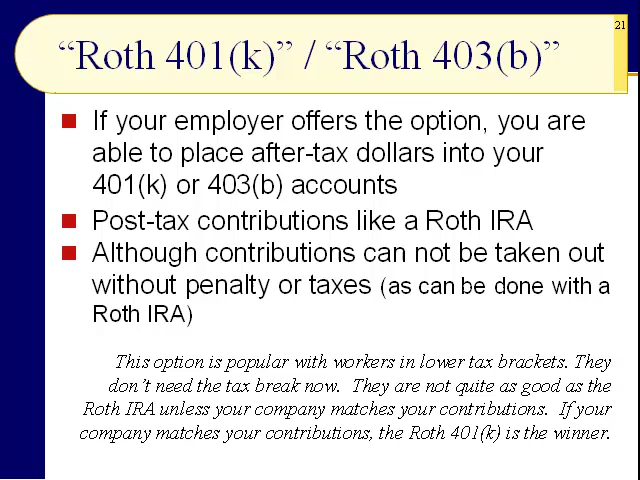 21
“Roth 401(k)” / “Roth 403(b)”
If your employer offers the option, you are
able to place after-tax dollars into your
401(k) or 403(b) accounts
Post-tax contributions like a Roth IRA
Although contributions can not be taken out
without penalty or taxes (as can be done with a
Roth IRA)
This option is popular with workers in lower tax brackets. They
don’t need the tax break now.  They are not quite as good as the
Roth IRA unless your company matches your contributions.  If your
company matches your contributions, the Roth 401(k) is the winner.